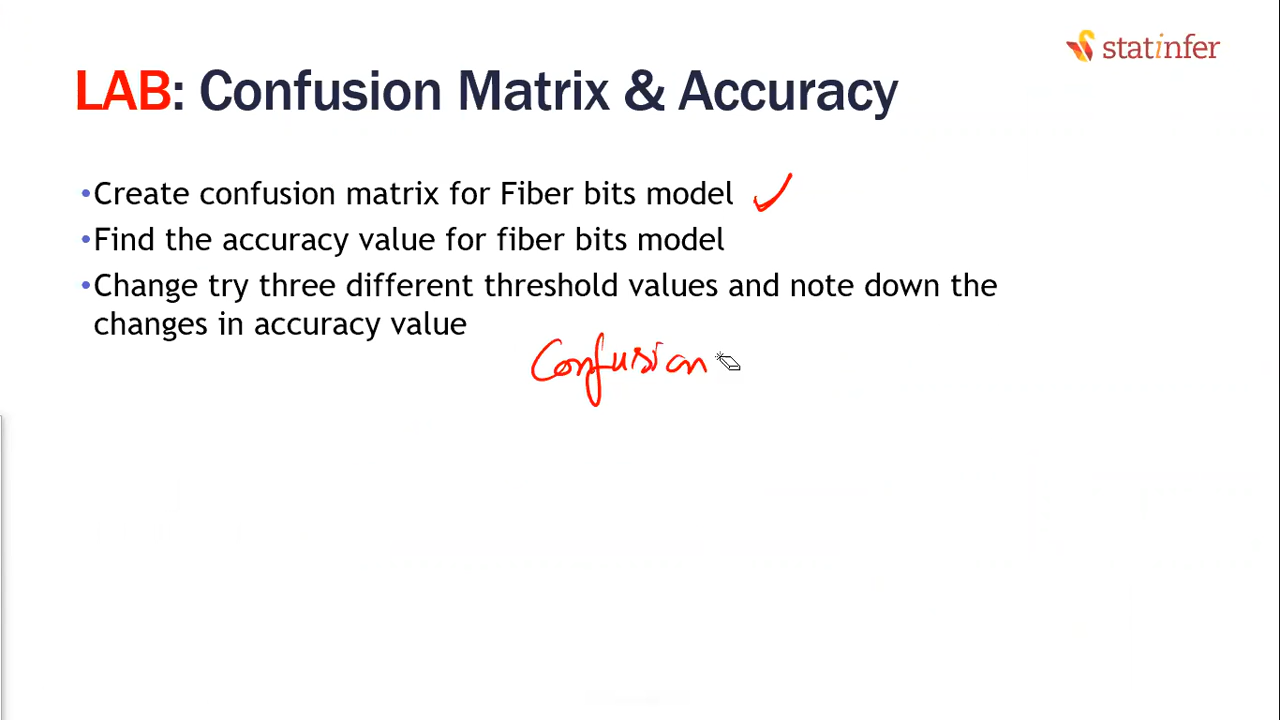 statinfer
LAB: Confusion Matrix & Accuracy
•Create confusion matrix for Fiber bits model
•Find the accuracy value for fiber bits model
•Change try three different threshold values and note down the
changes in accuracy value
Confusion